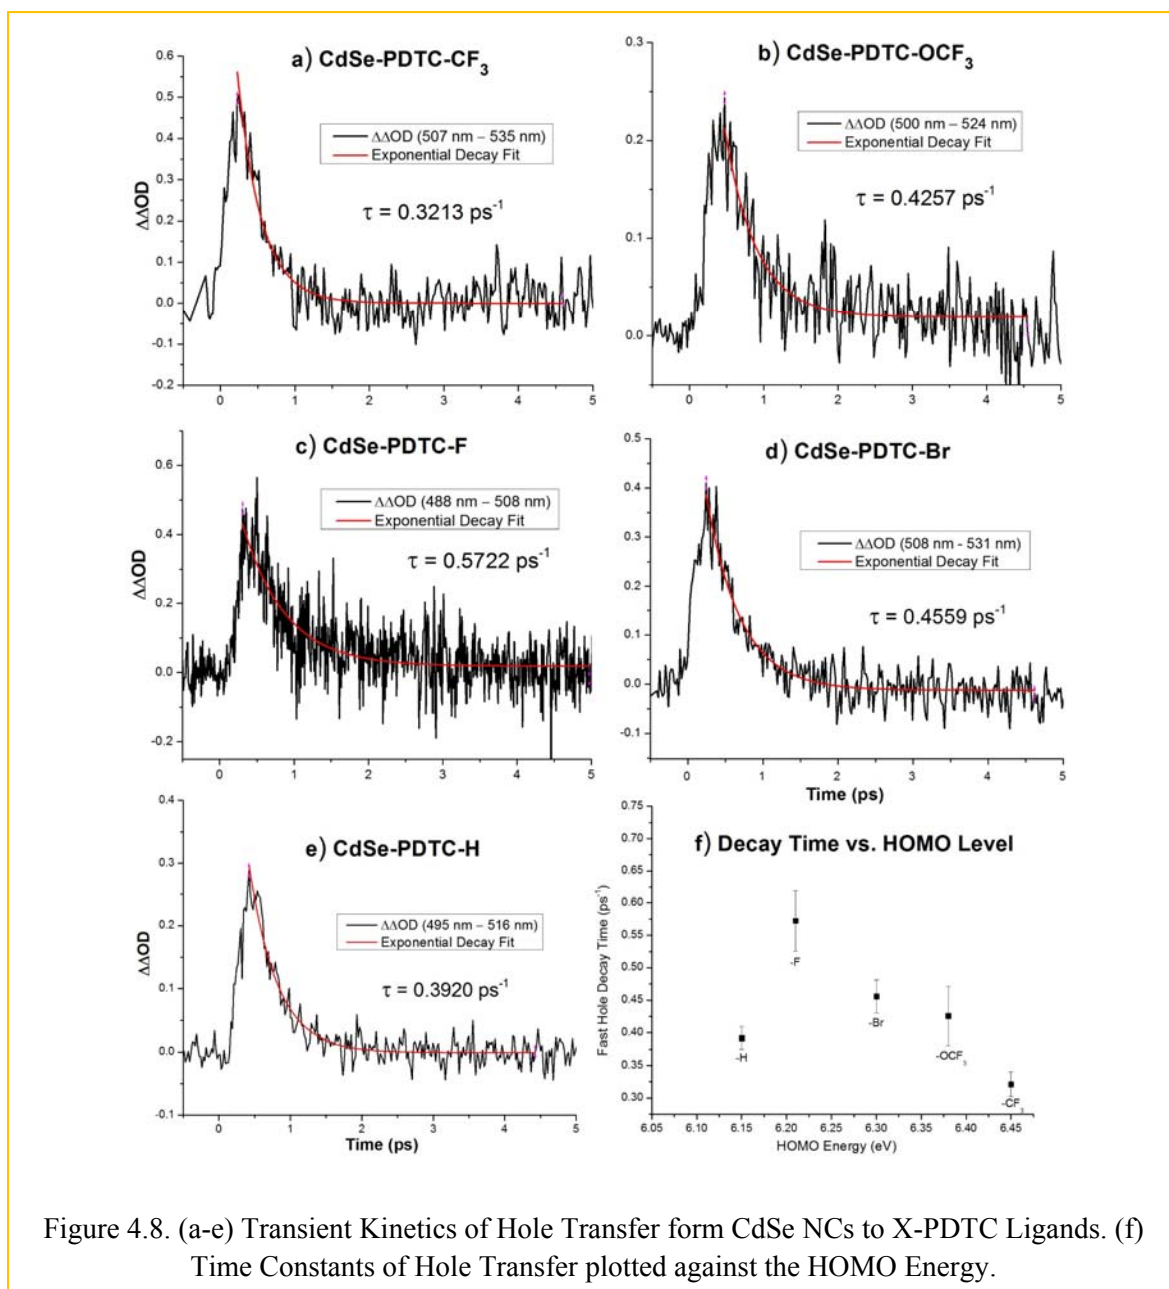 a) CdSe-PDTC-CF₃
0.6
0.5
0.4
0.3
0.2
0.1
0.0
-0.1
-0.2
ΔΔOD
ΔΔOD (507 nm – 535 nm)
Exponential Decay Fit
τ = 0.3213 ps⁻¹
0 1 2 3 4 5
b) CdSe-PDTC-OCF₃
0.3
0.2
0.1
0.0
ΔΔOD (500 nm – 524 nm)
Exponential Decay Fit
τ = 0.4257 ps⁻¹
0 1 2 3 4 5
c) CdSe-PDTC-F
0.6
0.4
0.2
0.0
-0.2
ΔΔOD
ΔΔOD (488 nm – 508 nm)
Exponential Decay Fit
τ = 0.5722 ps⁻¹
0 1 2 3 4 5
d) CdSe-PDTC-Br
0.5
0.4
0.3
0.2
0.1
0.0
-0.1
ΔΔOD (508 nm - 531 nm)
Exponential Decay Fit
τ = 0.4559 ps⁻¹
0 1 2 3 4 5
Time (ps)
e) CdSe-PDTC-H
0.4
0.3
0.2
0.1
0.0
-0.1
ΔΔOD
ΔΔOD (495 nm – 516 nm)
Exponential Decay Fit
τ = 0.3920 ps⁻¹
0 1 2 3 4 5
Time (ps)
f) Decay Time vs. HOMO Level
0.75
0.70
0.65
0.60
0.55
0.50
0.45
0.40
0.35
0.30
Fast Hole Decay Time (ps⁻¹)
-F
-Br
-OCF₃
-H
-CF₃
6.05 6.10 6.15 6.20 6.25 6.30 6.35 6.40 6.45
HOMO Energy (eV)
Figure 4.8. (a-e) Transient Kinetics of Hole Transfer form CdSe NCs to X-PDTC Ligands. (f)
Time Constants of Hole Transfer plotted against the HOMO Energy.